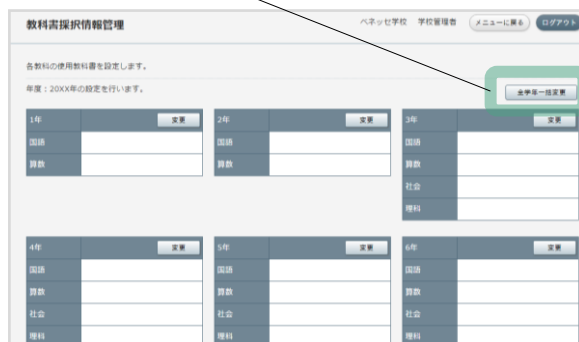 教科書採択情報管理
ベネッセ学校 学校管理者 メニューに戻る ログアウト
各教科の使用教科書を設定します。
年度：20XX年の設定を行います。
全学年一括変更
1年 変更
国語
算数
2年 変更
国語
算数
3年 変更
国語
算数
社会
理科
4年 変更
国語
算数
社会
理科
5年 変更
国語
算数
社会
理科
6年 変更
国語
算数
社会
理科